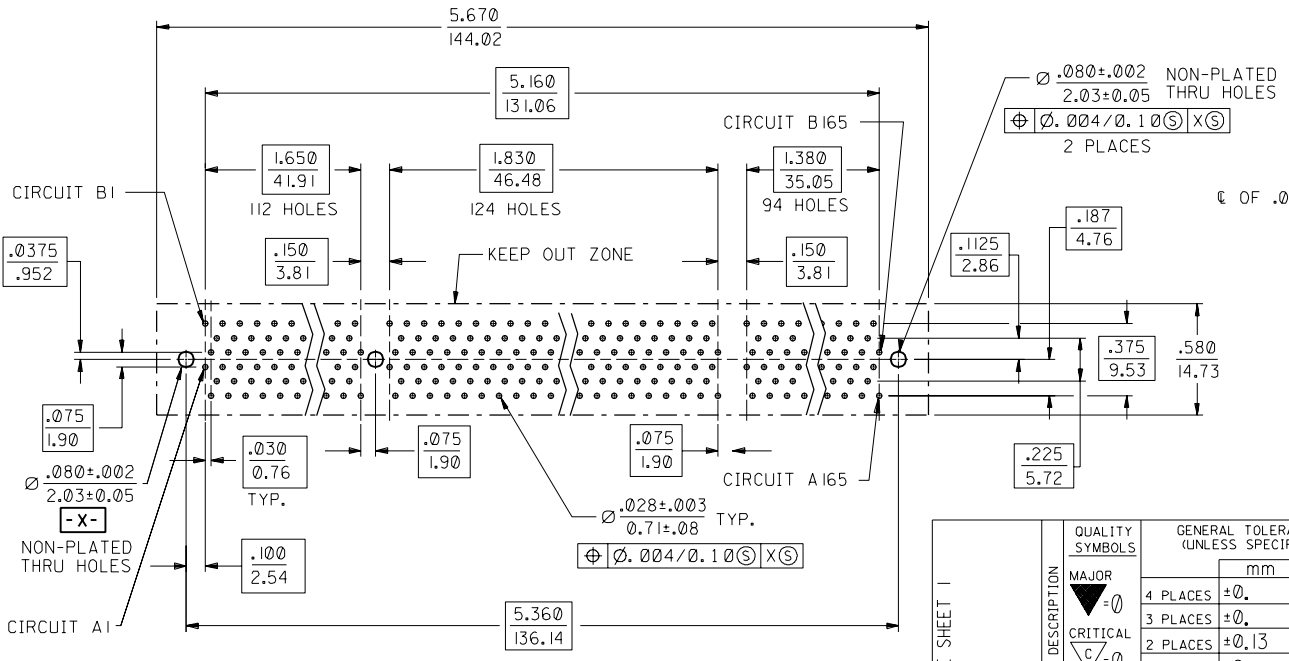 5.670
144.02
5.160
131.06
Ø .080±.002
2.03±0.05
NON-PLATED
THRU HOLES
⌖ Ø.004/0.10Ⓢ XⓈ
2 PLACES
CIRCUIT B165
1.650
41.91
112 HOLES
1.830
46.48
124 HOLES
1.380
35.05
94 HOLES
CIRCUIT B1
℄ OF .0
.187
4.76
.0375
.952
.150
3.81
KEEP OUT ZONE
.150
3.81
.1125
2.86
.375
9.53
.580
14.73
.075
1.90
.030
0.76
TYP.
.075
1.90
.075
1.90
CIRCUIT A165
.225
5.72
Ø .080±.002
2.03±0.05
-X-
NON-PLATED
THRU HOLES
Ø .028±.003
0.71±.08
TYP.
⌖ Ø.004/0.10Ⓢ XⓈ
.100
2.54
CIRCUIT A1
5.360
136.14
SHEET 1
DESCRIPTION
QUALITY
SYMBOLS
MAJOR
=0
CRITICAL
C =0
GENERAL TOLERA
(UNLESS SPECIF
mm
4 PLACES ±0.
3 PLACES ±0.
2 PLACES ±0.13